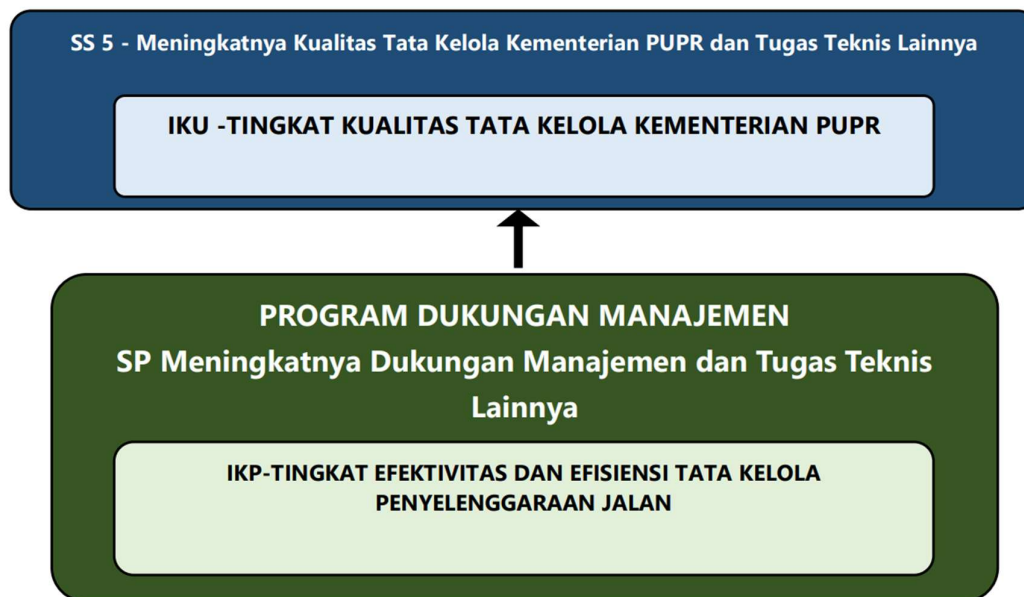 SS 5 - Meningkatnya Kualitas Tata Kelola Kementerian PUPR dan Tugas Teknis Lainnya
IKU -TINGKAT KUALITAS TATA KELOLA KEMENTERIAN PUPR
PROGRAM DUKUNGAN MANAJEMEN
SP Meningkatnya Dukungan Manajemen dan Tugas Teknis
Lainnya
IKP-TINGKAT EFEKTIVITAS DAN EFISIENSI TATA KELOLA
PENYELENGGARAAN JALAN